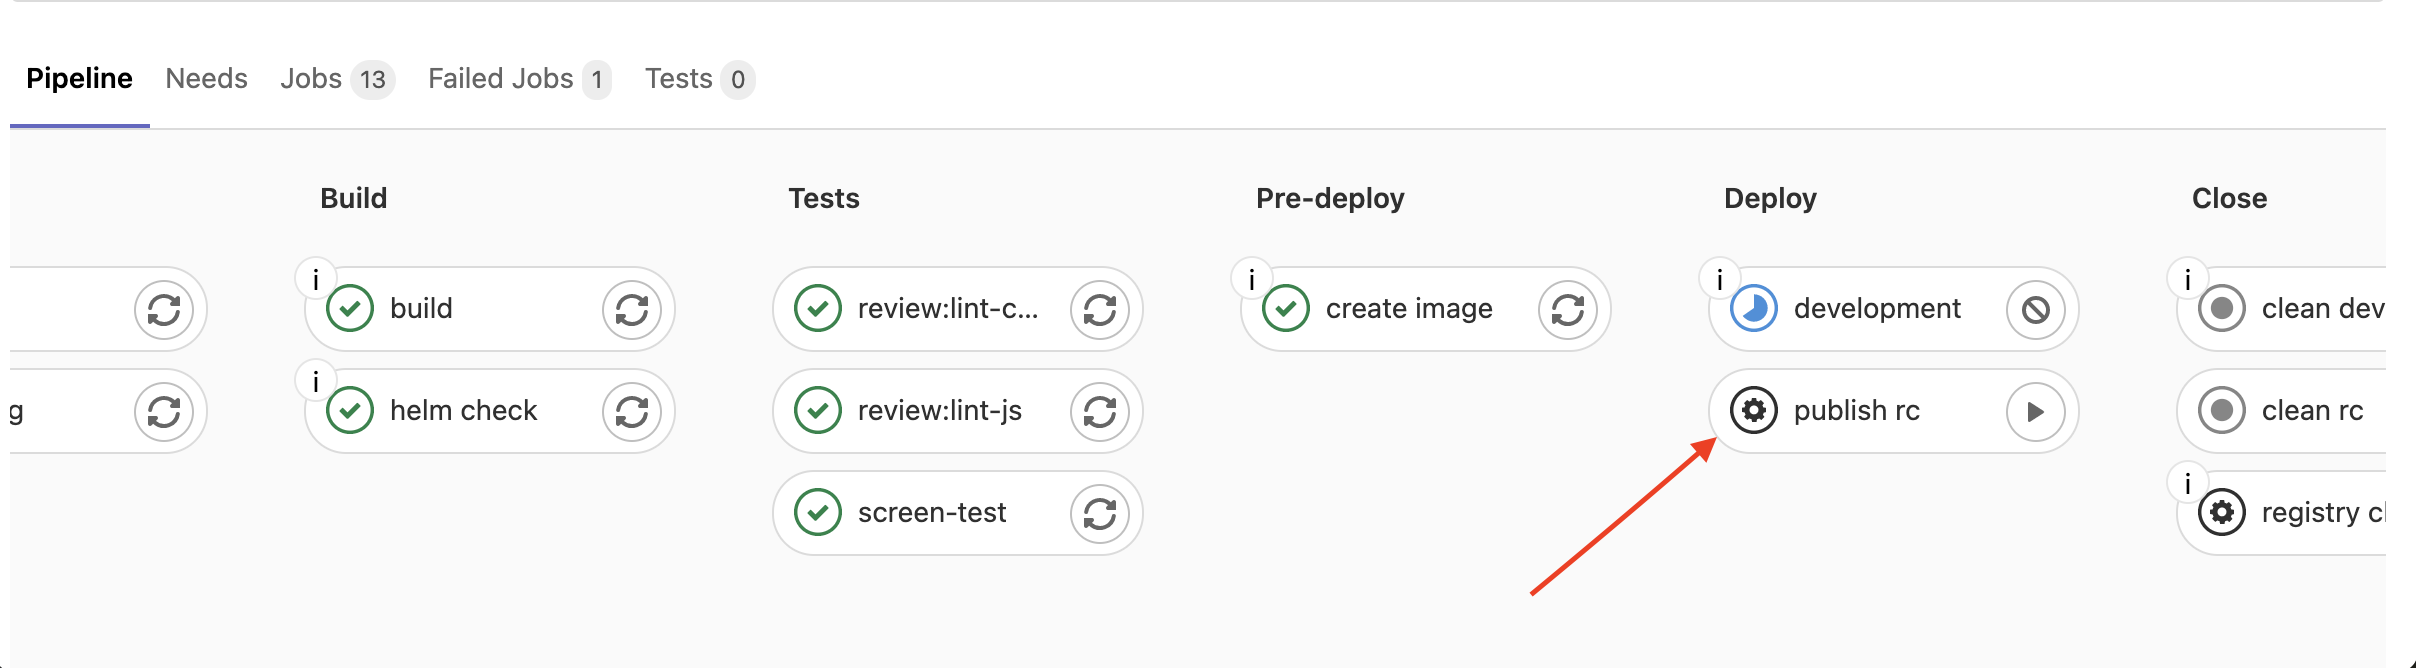 Pipeline Needs Jobs 13 Failed Jobs 1 Tests 0
Build Tests Pre-deploy Deploy Close
i build review:lint-c... i create image i development i clean dev
g i helm check review:lint-js publish rc clean rc
screen-test i registry cl